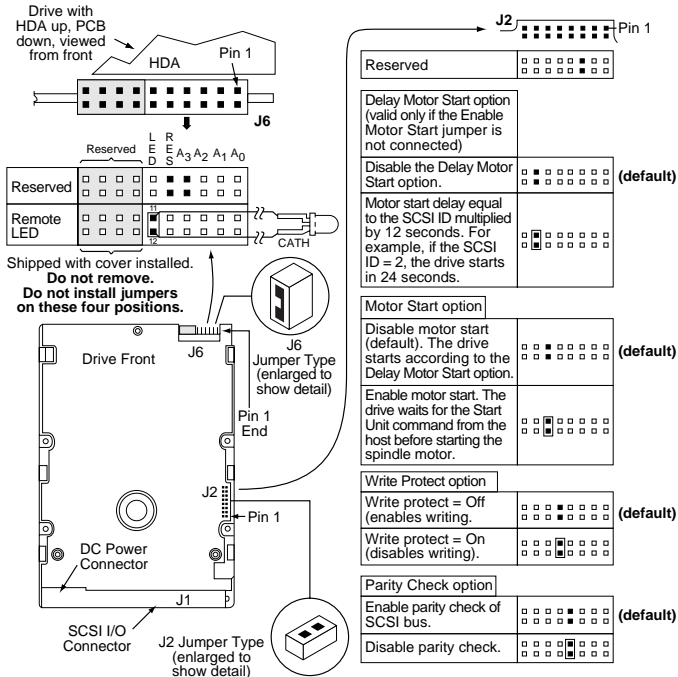 Drive with
HDA up, PCB
down, viewed
from front
HDA
Pin 1
J6
Reserved
L
E
D
R
E
S
A3 A2 A1 A0
Reserved
Remote
LED
11
12
CATH
Shipped with cover installed.
Do not remove.
Do not install jumpers
on these four positions.
Drive Front
J6
J6
Jumper Type
(enlarged to
show detail)
Pin 1
End
J2
Pin 1
DC Power
Connector
J1
SCSI I/O
Connector
J2 Jumper Type
(enlarged to
show detail)
J2
Pin 1
Reserved
Delay Motor Start option
(valid only if the Enable
Motor Start jumper is
not connected)
Disable the Delay Motor
Start option.
(default)
Motor start delay equal
to the SCSI ID multiplied
by 12 seconds. For
example, if the SCSI
ID = 2, the drive starts
in 24 seconds.
Motor Start option
Disable motor start
(default). The drive
starts according to the
Delay Motor Start option.
(default)
Enable motor start. The
drive waits for the Start
Unit command from the
host before starting the
spindle motor.
Write Protect option
Write protect = Off
(enables writing.
(default)
Write protect = On
(disables writing).
Parity Check option
Enable parity check of
SCSI bus.
(default)
Disable parity check.